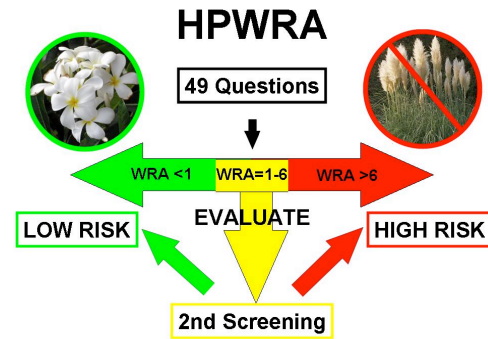 HPWRA
49 Questions
WRA <1
WRA=1-6
WRA >6
EVALUATE
LOW RISK
HIGH RISK
2nd Screening